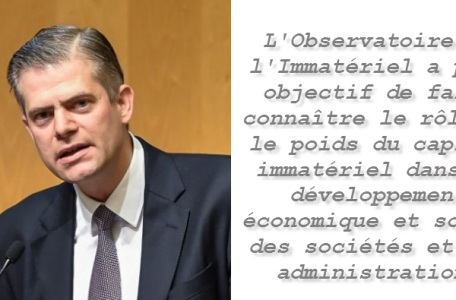 L'Observatoire
l'Immatériel a
objectif de
connaître le
le poids du
immatériel dans
économique et
des sociétés et